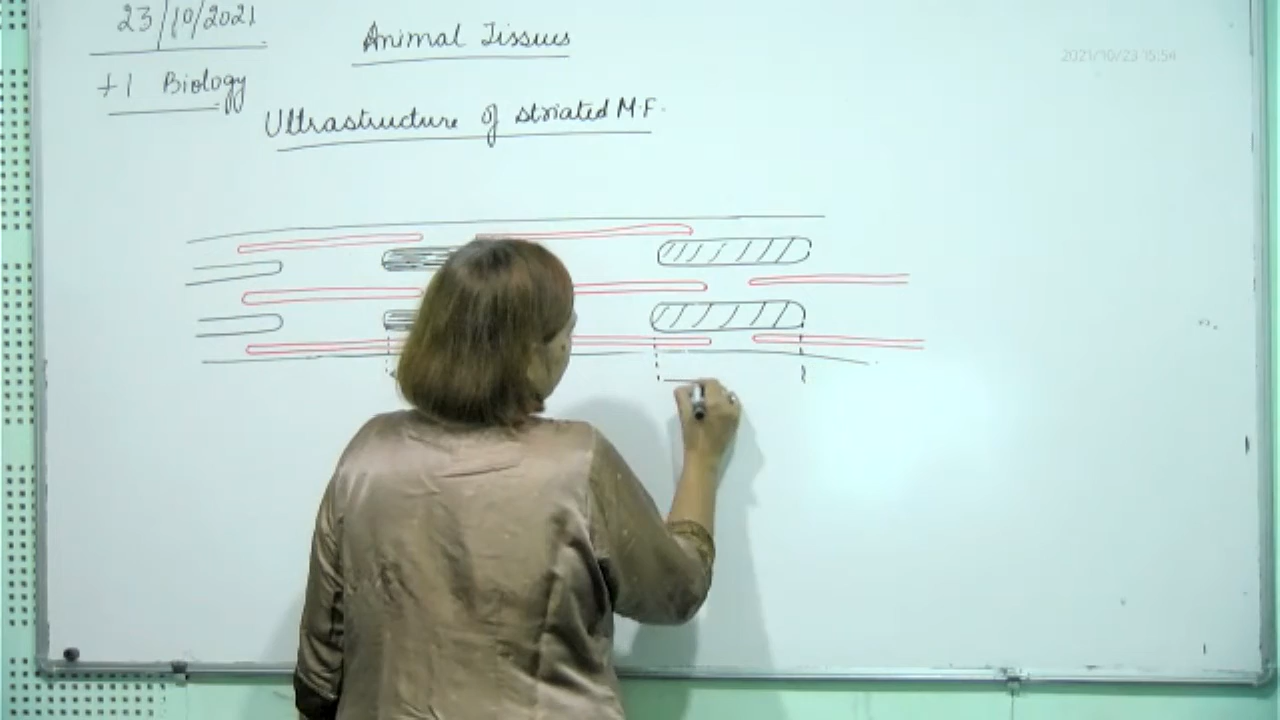 23/10/2021
Animal Tissues
2021/10/23 15:54
+1 Biology
Ultrastructure of striated M.F.